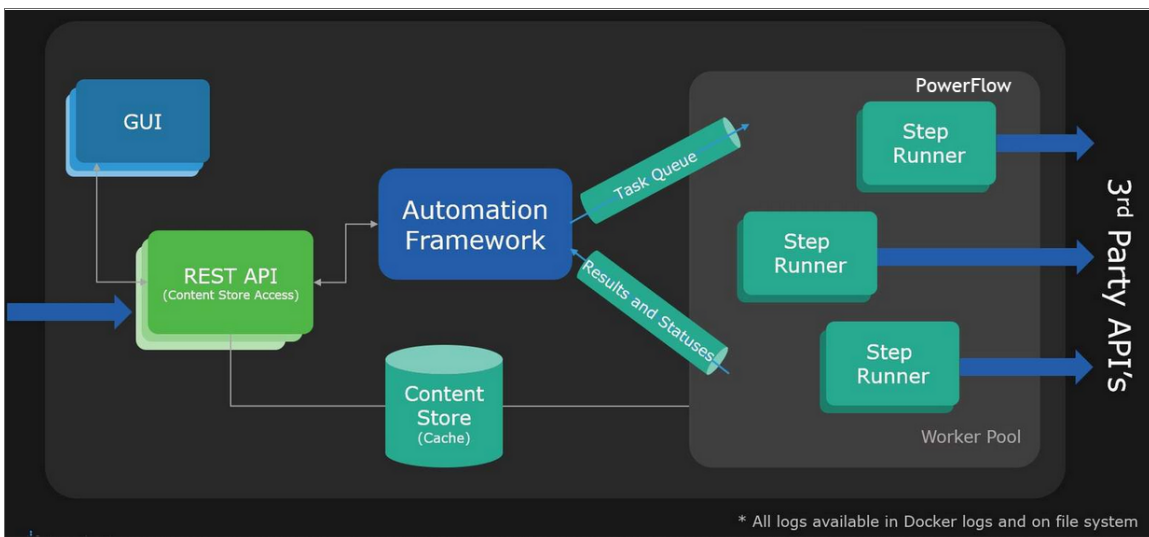 PowerFlow
GUI
Step
Runner
Task Queue
Automation
Framework
REST API
(Content Store Access)
Step
Runner
Results and Statuses
Step
Runner
Content
Store
(Cache)
Worker Pool
3rd Party API's
* All logs available in Docker logs and on file system